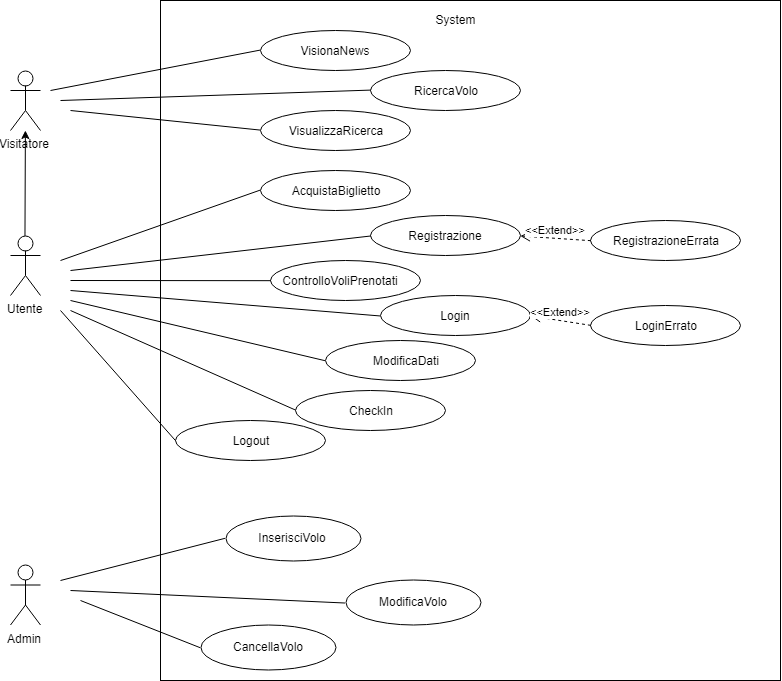 System
VisionaNews
RicercaVolo
VisualizzaRicerca
Visitatore
AcquistaBiglietto
Registrazione
<<Extend>>
RegistrazioneErrata
ControlloVoliPrenotati
Utente
Login
<<Extend>>
LoginErrato
ModificaDati
CheckIn
Logout
InserisciVolo
ModificaVolo
Admin
CancellaVolo